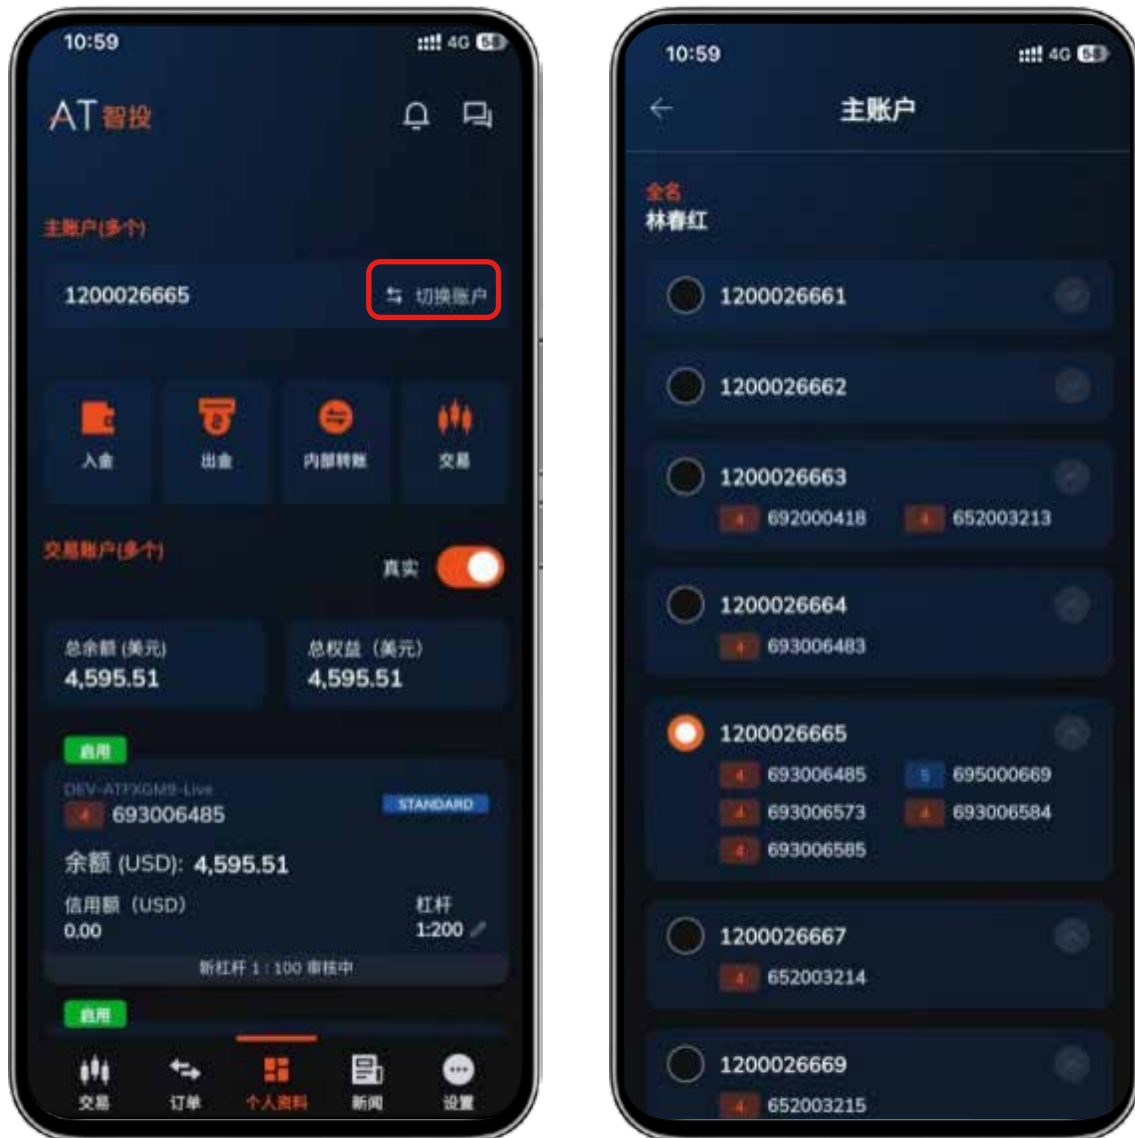 10:59
4G 58
AT 智投
主账户(多个)
1200026665
切换账户
入金
出金
内部转账
交易
交易账户(多个)
真实
总余额 (美元)
4,595.51
总权益（美元）
4,595.51
启用
DEV-ATFXGM9-Live
4 693006485
STANDARD
余额 (USD): 4,595.51
信用额（USD）
0.00
杠杆
1:200
新杠杆 1 : 100 审核中
启用
交易
订单
个人资料
新闻
设置
10:59
4G 58
主账户
全名
林春红
1200026661
1200026662
1200026663
4 692000418
4 652003213
1200026664
4 693006483
1200026665
4 693006485
5 695000669
4 693006573
4 693006584
4 693006585
1200026667
4 652003214
1200026669
4 652003215